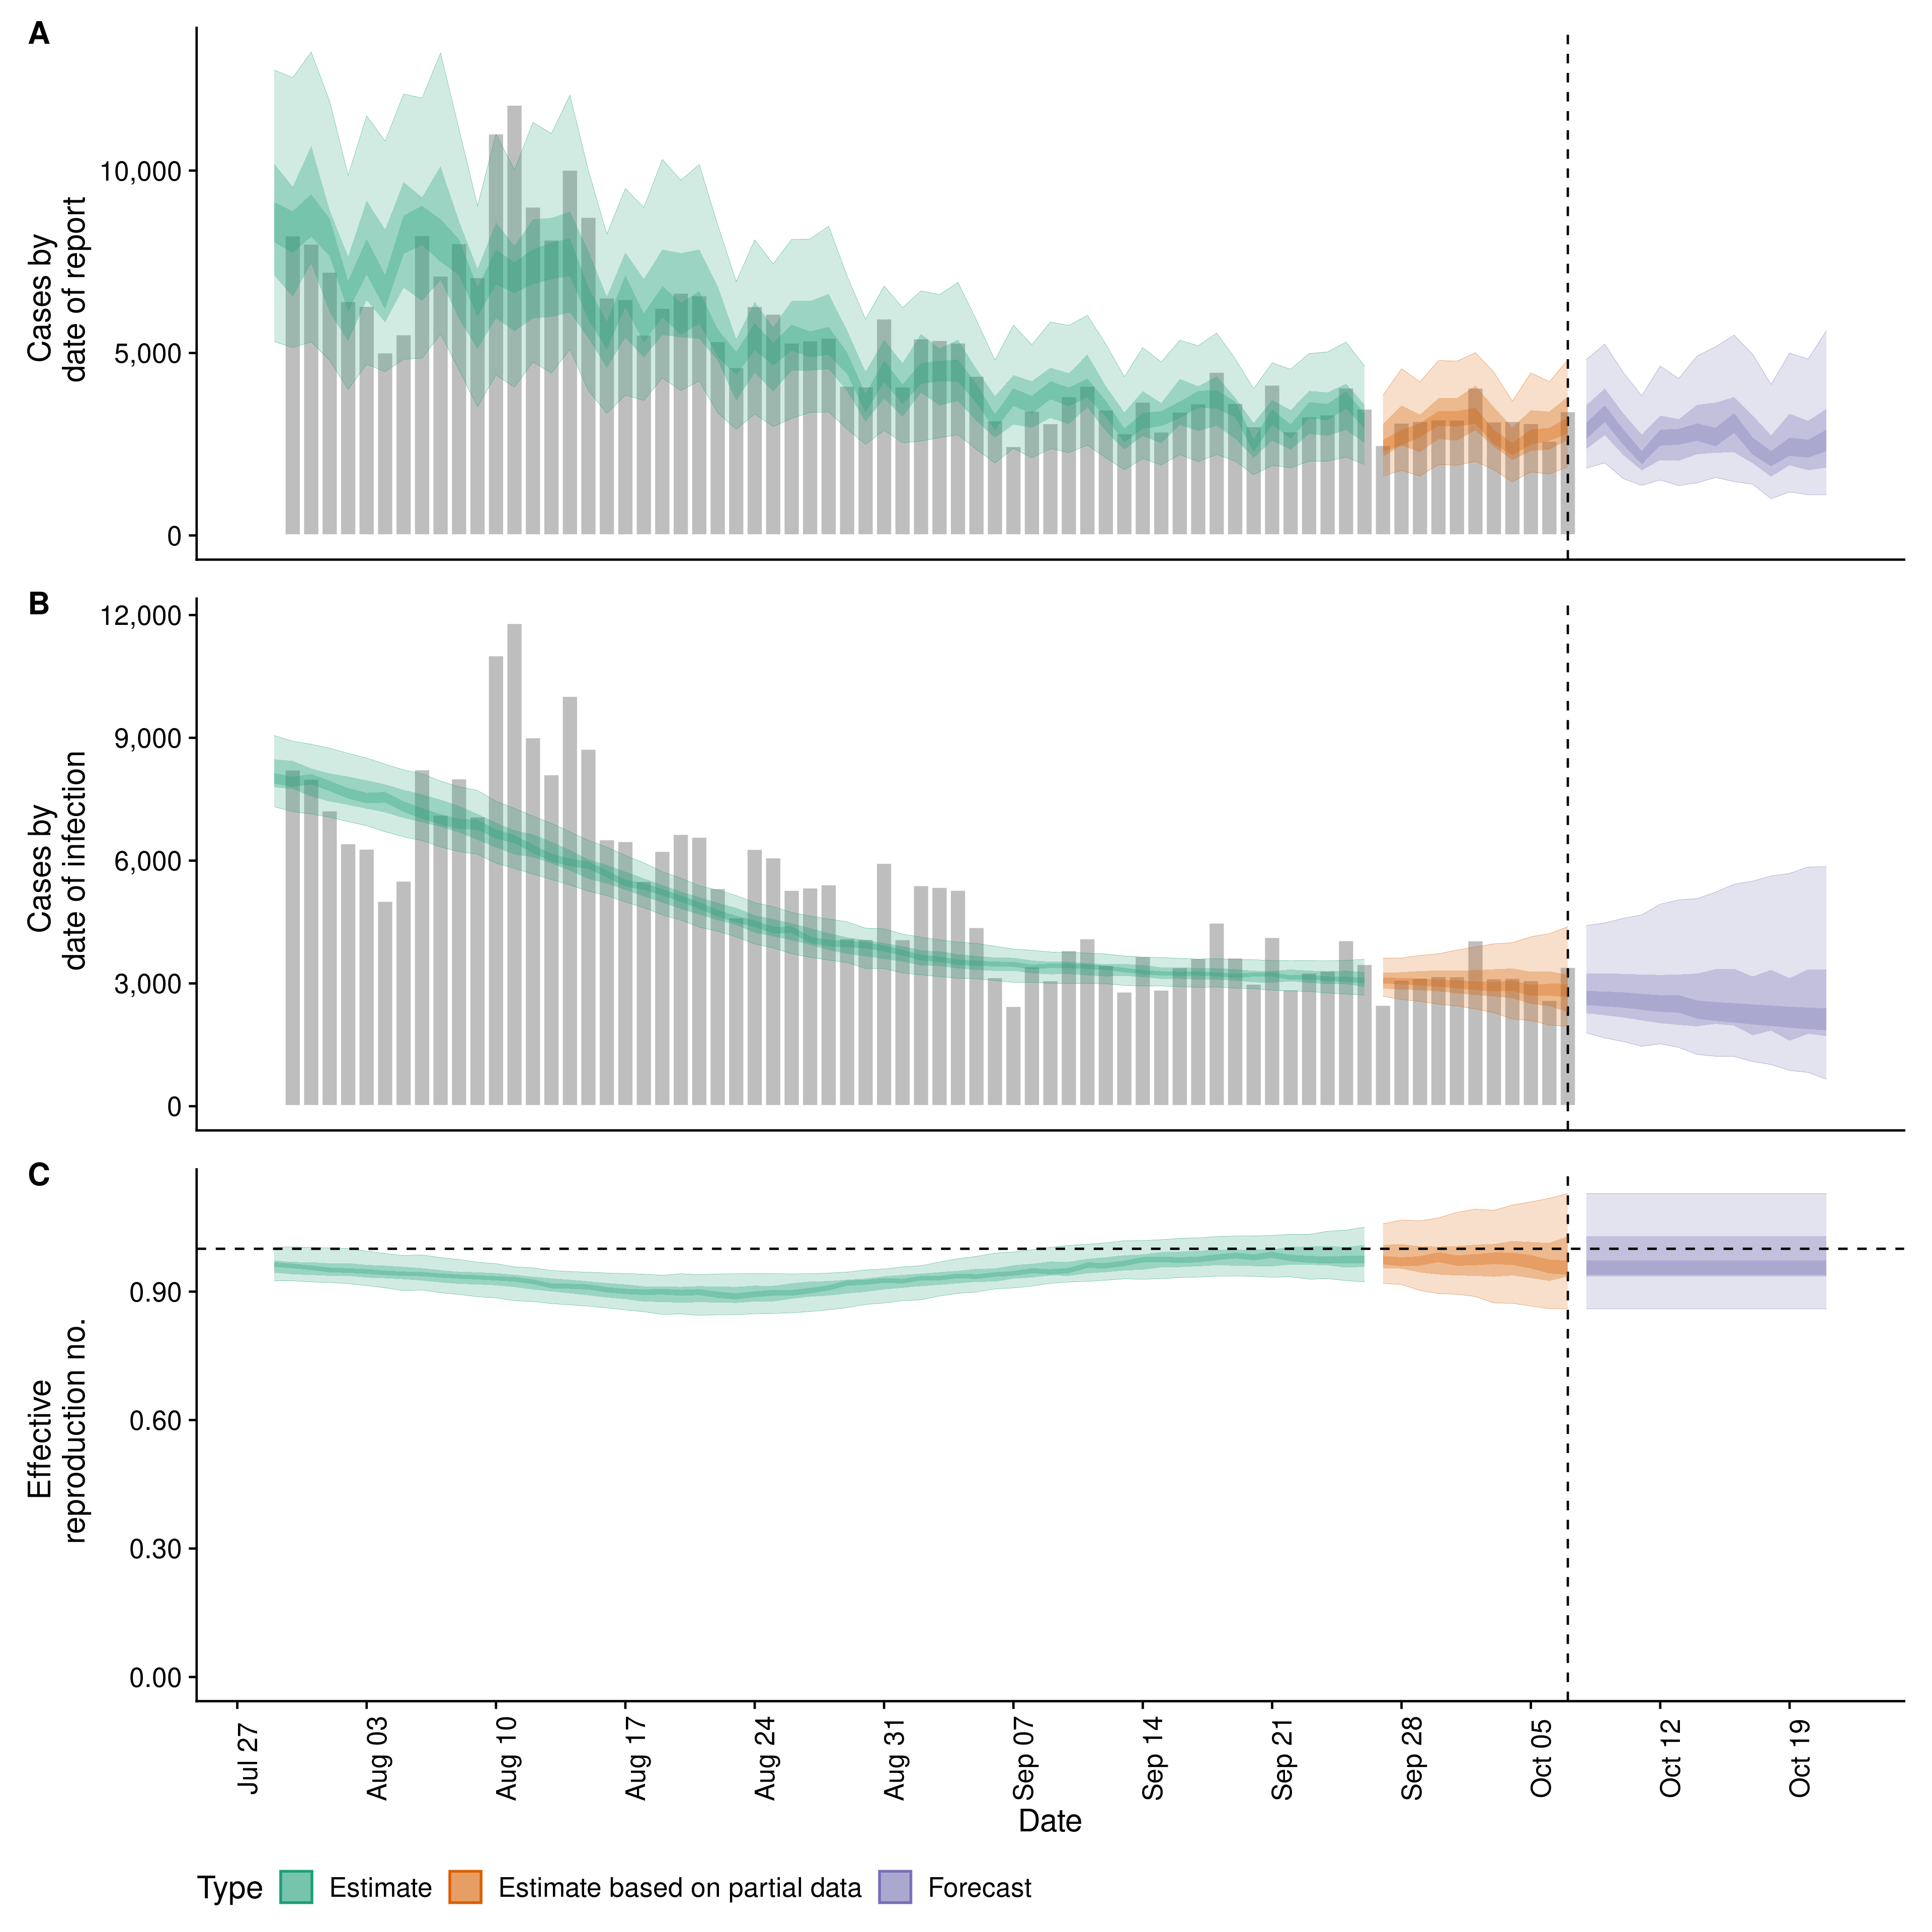 A
Cases by
date of report
10,000
5,000
0
B
Cases by
date of infection
12,000
9,000
6,000
3,000
0
C
Effective
reproduction no.
0.90
0.60
0.30
0.00
Jul 27
Aug 03
Aug 10
Aug 17
Aug 24
Aug 31
Sep 07
Sep 14
Sep 21
Sep 28
Oct 05
Oct 12
Oct 19
Date
Type Estimate Estimate based on partial data Forecast